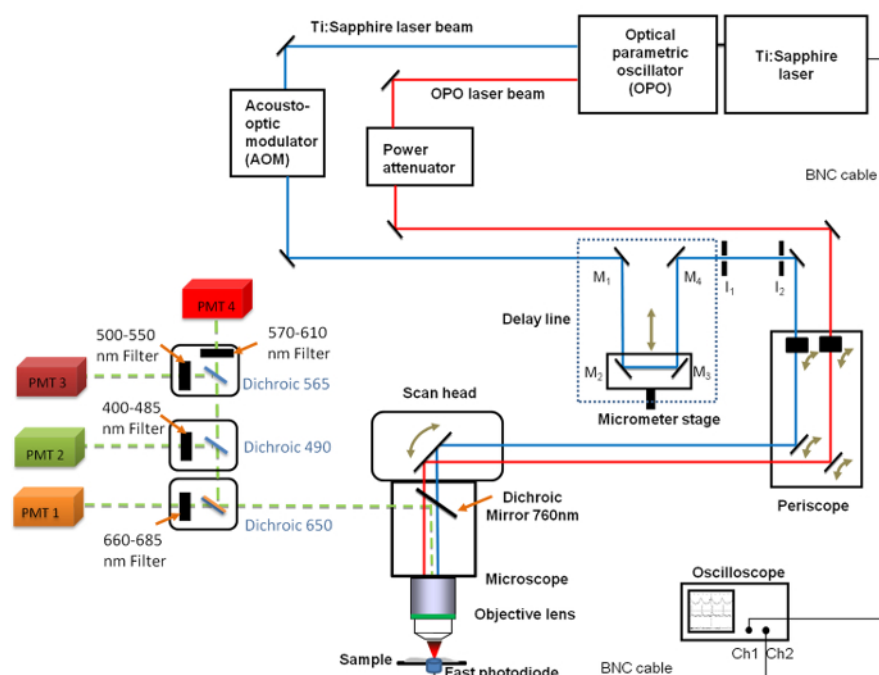 Ti:Sapphire laser beam
Optical
parametric
oscillator
(OPO)
Ti:Sapphire
laser
OPO laser beam
Acousto-
optic
modulator
(AOM)
Power
attenuator
BNC cable
M1
M4
I1
I2
Delay line
M2
M3
Micrometer stage
PMT 4
500-550
nm Filter
570-610
nm Filter
PMT 3
Dichroic 565
400-485
nm Filter
PMT 2
Dichroic 490
PMT 1
Dichroic 650
660-685
nm Filter
Scan head
Dichroic
Mirror 760nm
Periscope
Microscope
Objective lens
Oscilloscope
Ch1
Ch2
Sample
Fast photodiode
BNC cable